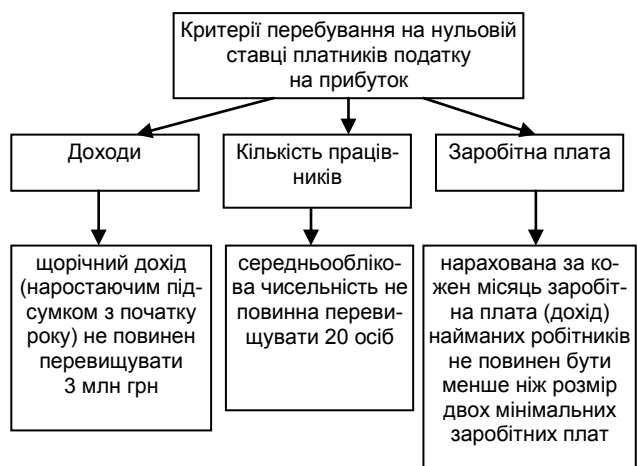 Критерії перебування на нульовій
ставці платників податку
на прибуток
Доходи
Кількість праців-
ників
Заробітна плата
щорічний дохід
(наростаючим під-
сумком з початку
року) не повинен
перевищувати
3 млн грн
середньообліко-
ва чисельність не
повинна переви-
щувати 20 осіб
нарахована за ко-
жен місяць заробіт-
на плата (дохід)
найманих робітників
не повинен бути
менше ніж розмір
двох мінімальних
заробітних плат